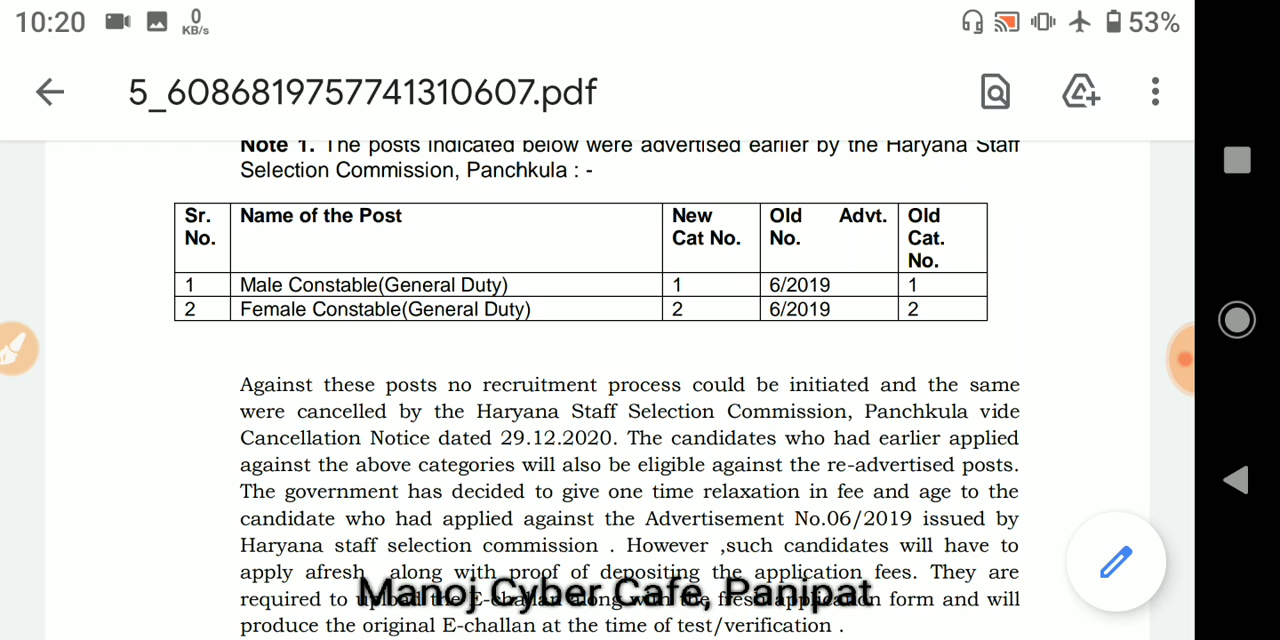 10:20 0 KB/s 53%
5_6086819757741310607.pdf
Note 1. The posts indicated below were advertised earlier by the Haryana Staff
Selection Commission, Panchkula : -
Sr. No. Name of the Post New Cat No. Old Advt. No. Old Cat. No.
1 Male Constable(General Duty) 1 6/2019 1
2 Female Constable(General Duty) 2 6/2019 2
Against these posts no recruitment process could be initiated and the same
were cancelled by the Haryana Staff Selection Commission, Panchkula vide
Cancellation Notice dated 29.12.2020. The candidates who had earlier applied
against the above categories will also be eligible against the re-advertised posts.
The government has decided to give one time relaxation in fee and age to the
candidate who had applied against the Advertisement No.06/2019 issued by
Haryana staff selection commission . However ,such candidates will have to
apply afresh along with proof of depositing the application fees. They are
required to upload the E-challan along with the fresh application form and will
Manoj Cyber Cafe, Panipat
produce the original E-challan at the time of test/verification .